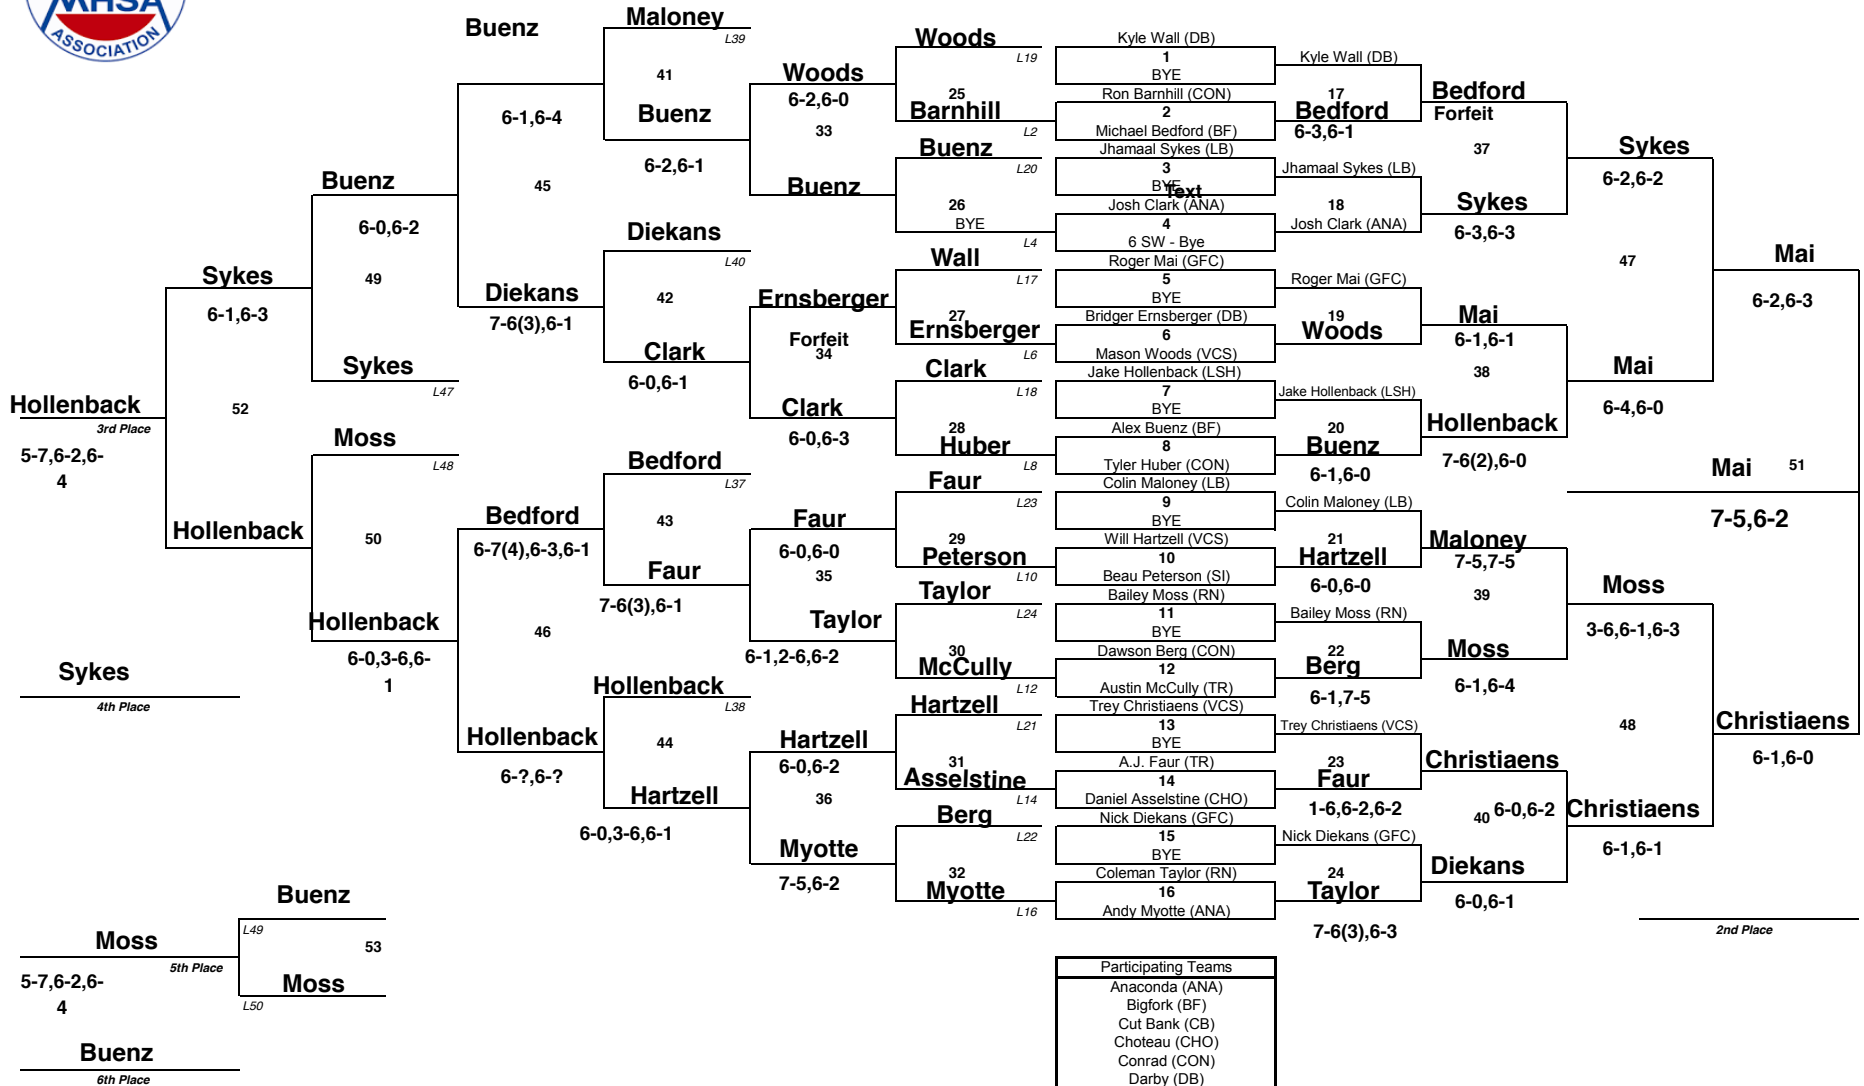 MHSA
ASSOCIATION
Buenz
Maloney
L39
41
Buenz
6-2,6-1
6-1,6-4
45
Buenz
6-0,6-2
49
Diekans
L40
42
Diekans
7-6(3),6-1
Clark
6-0,6-1
Sykes
6-1,6-3
Sykes
L47
52
Hollenback
3rd Place
5-7,6-2,6-
4
Moss
L48
50
Hollenback
Bedford
L37
43
Bedford
6-7(4),6-3,6-1
Faur
7-6(3),6-1
46
Hollenback
6-0,3-6,6-
1
Hollenback
L38
44
Hollenback
6-?,6-?
Hartzell
6-0,3-6,6-1
Sykes
4th Place
Buenz
L49
53
Moss
5th Place
5-7,6-2,6-
4
Moss
L50
Buenz
6th Place
Woods
L19
Woods
6-2,6-0
25
Barnhill
L2
33
Buenz
L20
Buenz
26
BYE
L4
Wall
L17
Ernsberger
27
Ernsberger
L6
Forfeit
34
Clark
L18
Clark
6-0,6-3
28
Huber
L8
Faur
L23
Faur
6-0,6-0
29
Peterson
L10
35
Taylor
L24
Taylor
6-1,2-6,6-2
30
McCully
L12
Hartzell
L21
Hartzell
6-0,6-2
31
Asselstine
L14
36
Berg
L22
Myotte
7-5,6-2
32
Myotte
L16
Kyle Wall (DB)
1
BYE
Ron Barnhill (CON)
2
Michael Bedford (BF)
Jhamaal Sykes (LB)
3
BYE
Text
Josh Clark (ANA)
4
6 SW - Bye
Roger Mai (GFC)
5
BYE
Bridger Ernsberger (DB)
6
Mason Woods (VCS)
Jake Hollenback (LSH)
7
BYE
Alex Buenz (BF)
8
Tyler Huber (CON)
Colin Maloney (LB)
9
BYE
Will Hartzell (VCS)
10
Beau Peterson (SI)
Bailey Moss (RN)
11
BYE
Dawson Berg (CON)
12
Austin McCully (TR)
Trey Christiaens (VCS)
13
BYE
A.J. Faur (TR)
14
Daniel Asselstine (CHO)
Nick Diekans (GFC)
15
BYE
Coleman Taylor (RN)
16
Andy Myotte (ANA)
Kyle Wall (DB)
17
Bedford
6-3,6-1
Jhamaal Sykes (LB)
18
Josh Clark (ANA)
Roger Mai (GFC)
19
Woods
Jake Hollenback (LSH)
20
Buenz
6-1,6-0
Colin Maloney (LB)
21
Hartzell
6-0,6-0
Bailey Moss (RN)
22
Berg
6-1,7-5
Trey Christiaens (VCS)
23
Faur
1-6,6-2,6-2
Nick Diekans (GFC)
24
Taylor
7-6(3),6-3
Bedford
Forfeit
37
Sykes
6-3,6-3
Mai
6-1,6-1
38
Hollenback
7-6(2),6-0
Maloney
7-5,7-5
39
Moss
6-1,6-4
Christiaens
40
6-0,6-2
Diekans
6-0,6-1
Sykes
6-2,6-2
47
Mai
6-4,6-0
Moss
3-6,6-1,6-3
48
Christiaens
6-1,6-1
Mai
6-2,6-3
Mai
51
7-5,6-2
Christiaens
6-1,6-0
2nd Place
Participating Teams
Anaconda (ANA)
Bigfork (BF)
Cut Bank (CB)
Choteau (CHO)
Conrad (CON)
Darby (DB)